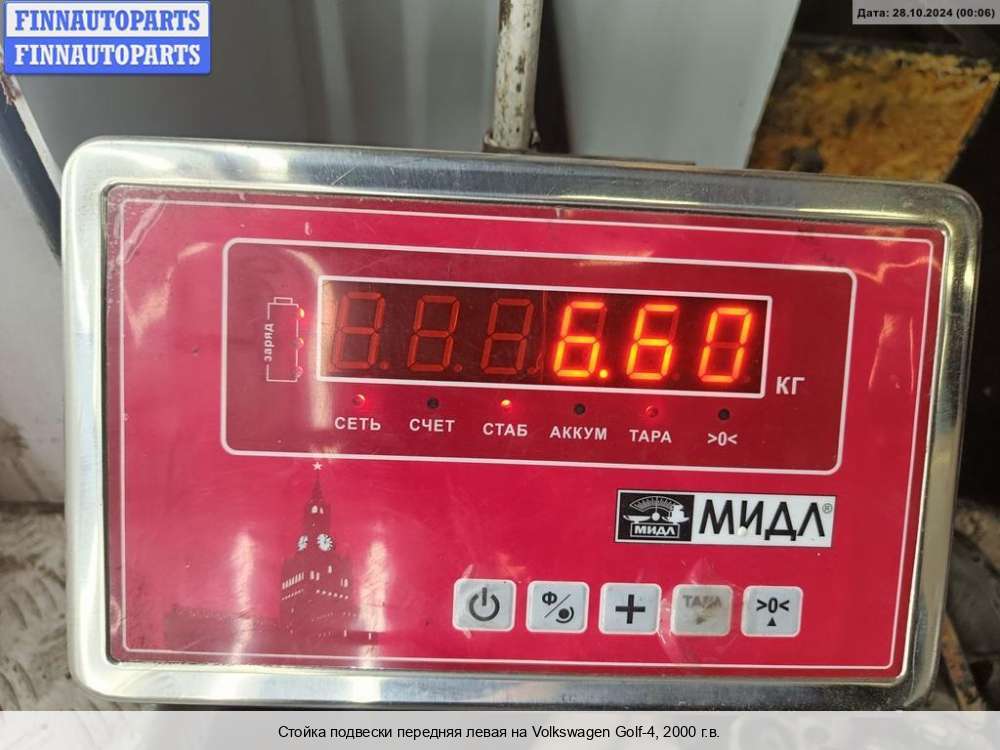 FINNAUTOPARTS
FINNAUTOPARTS
Дата: 28.10.2024 (00:06)
заряд
6.60
КГ
СЕТЬ СЧЕТ СТАБ АККУМ ТАРА >0<
МИДЛ МИДЛ®
Ф ТАРА >0<
Стойка подвески передняя левая на Volkswagen Golf-4, 2000 г.в.